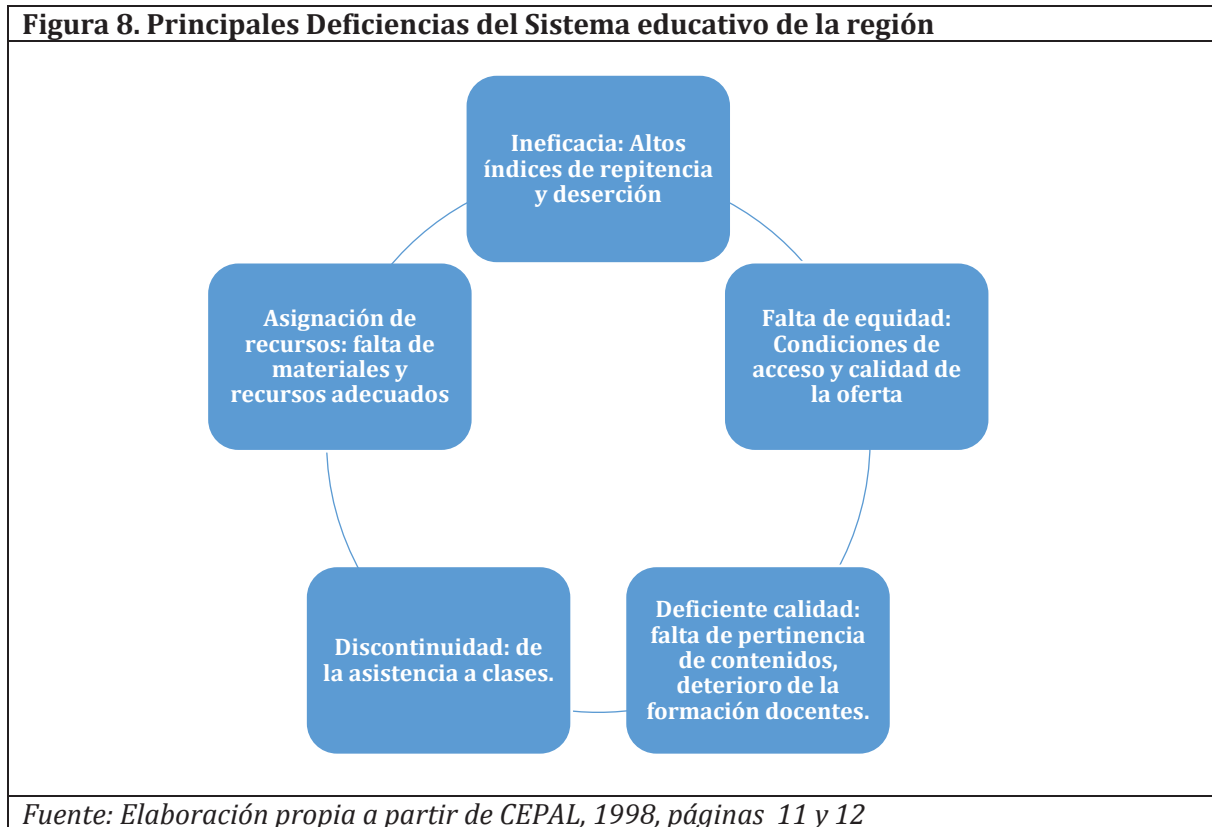 Figura 8. Principales Deficiencias del Sistema educativo de la región
Ineficacia: Altos
índices de repitencia
y deserción
Falta de equidad:
Condiciones de
acceso y calidad de
la oferta
Deficiente calidad:
falta de pertinencia
de contenidos,
deterioro de la
formación docentes.
Discontinuidad: de
la asistencia a clases.
Asignación de
recursos: falta de
materiales y
recursos adecuados
Fuente: Elaboración propia a partir de CEPAL, 1998, páginas 11 y 12